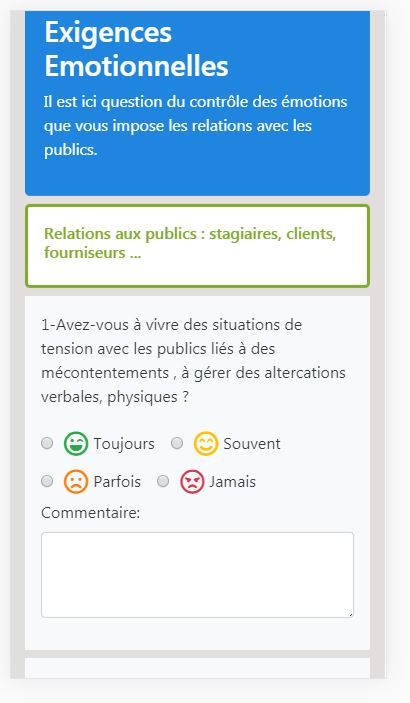 Exigences
Emotionnelles
Il est ici question du contrôle des émotions
que vous impose les relations avec les
publics.
Relations aux publics : stagiaires, clients,
fourniseurs ...
1-Avez-vous à vivre des situations de
tension avec les publics liés à des
mécontentements , à gérer des altercations
verbales, physiques ?
Toujours Souvent
Parfois Jamais
Commentaire: